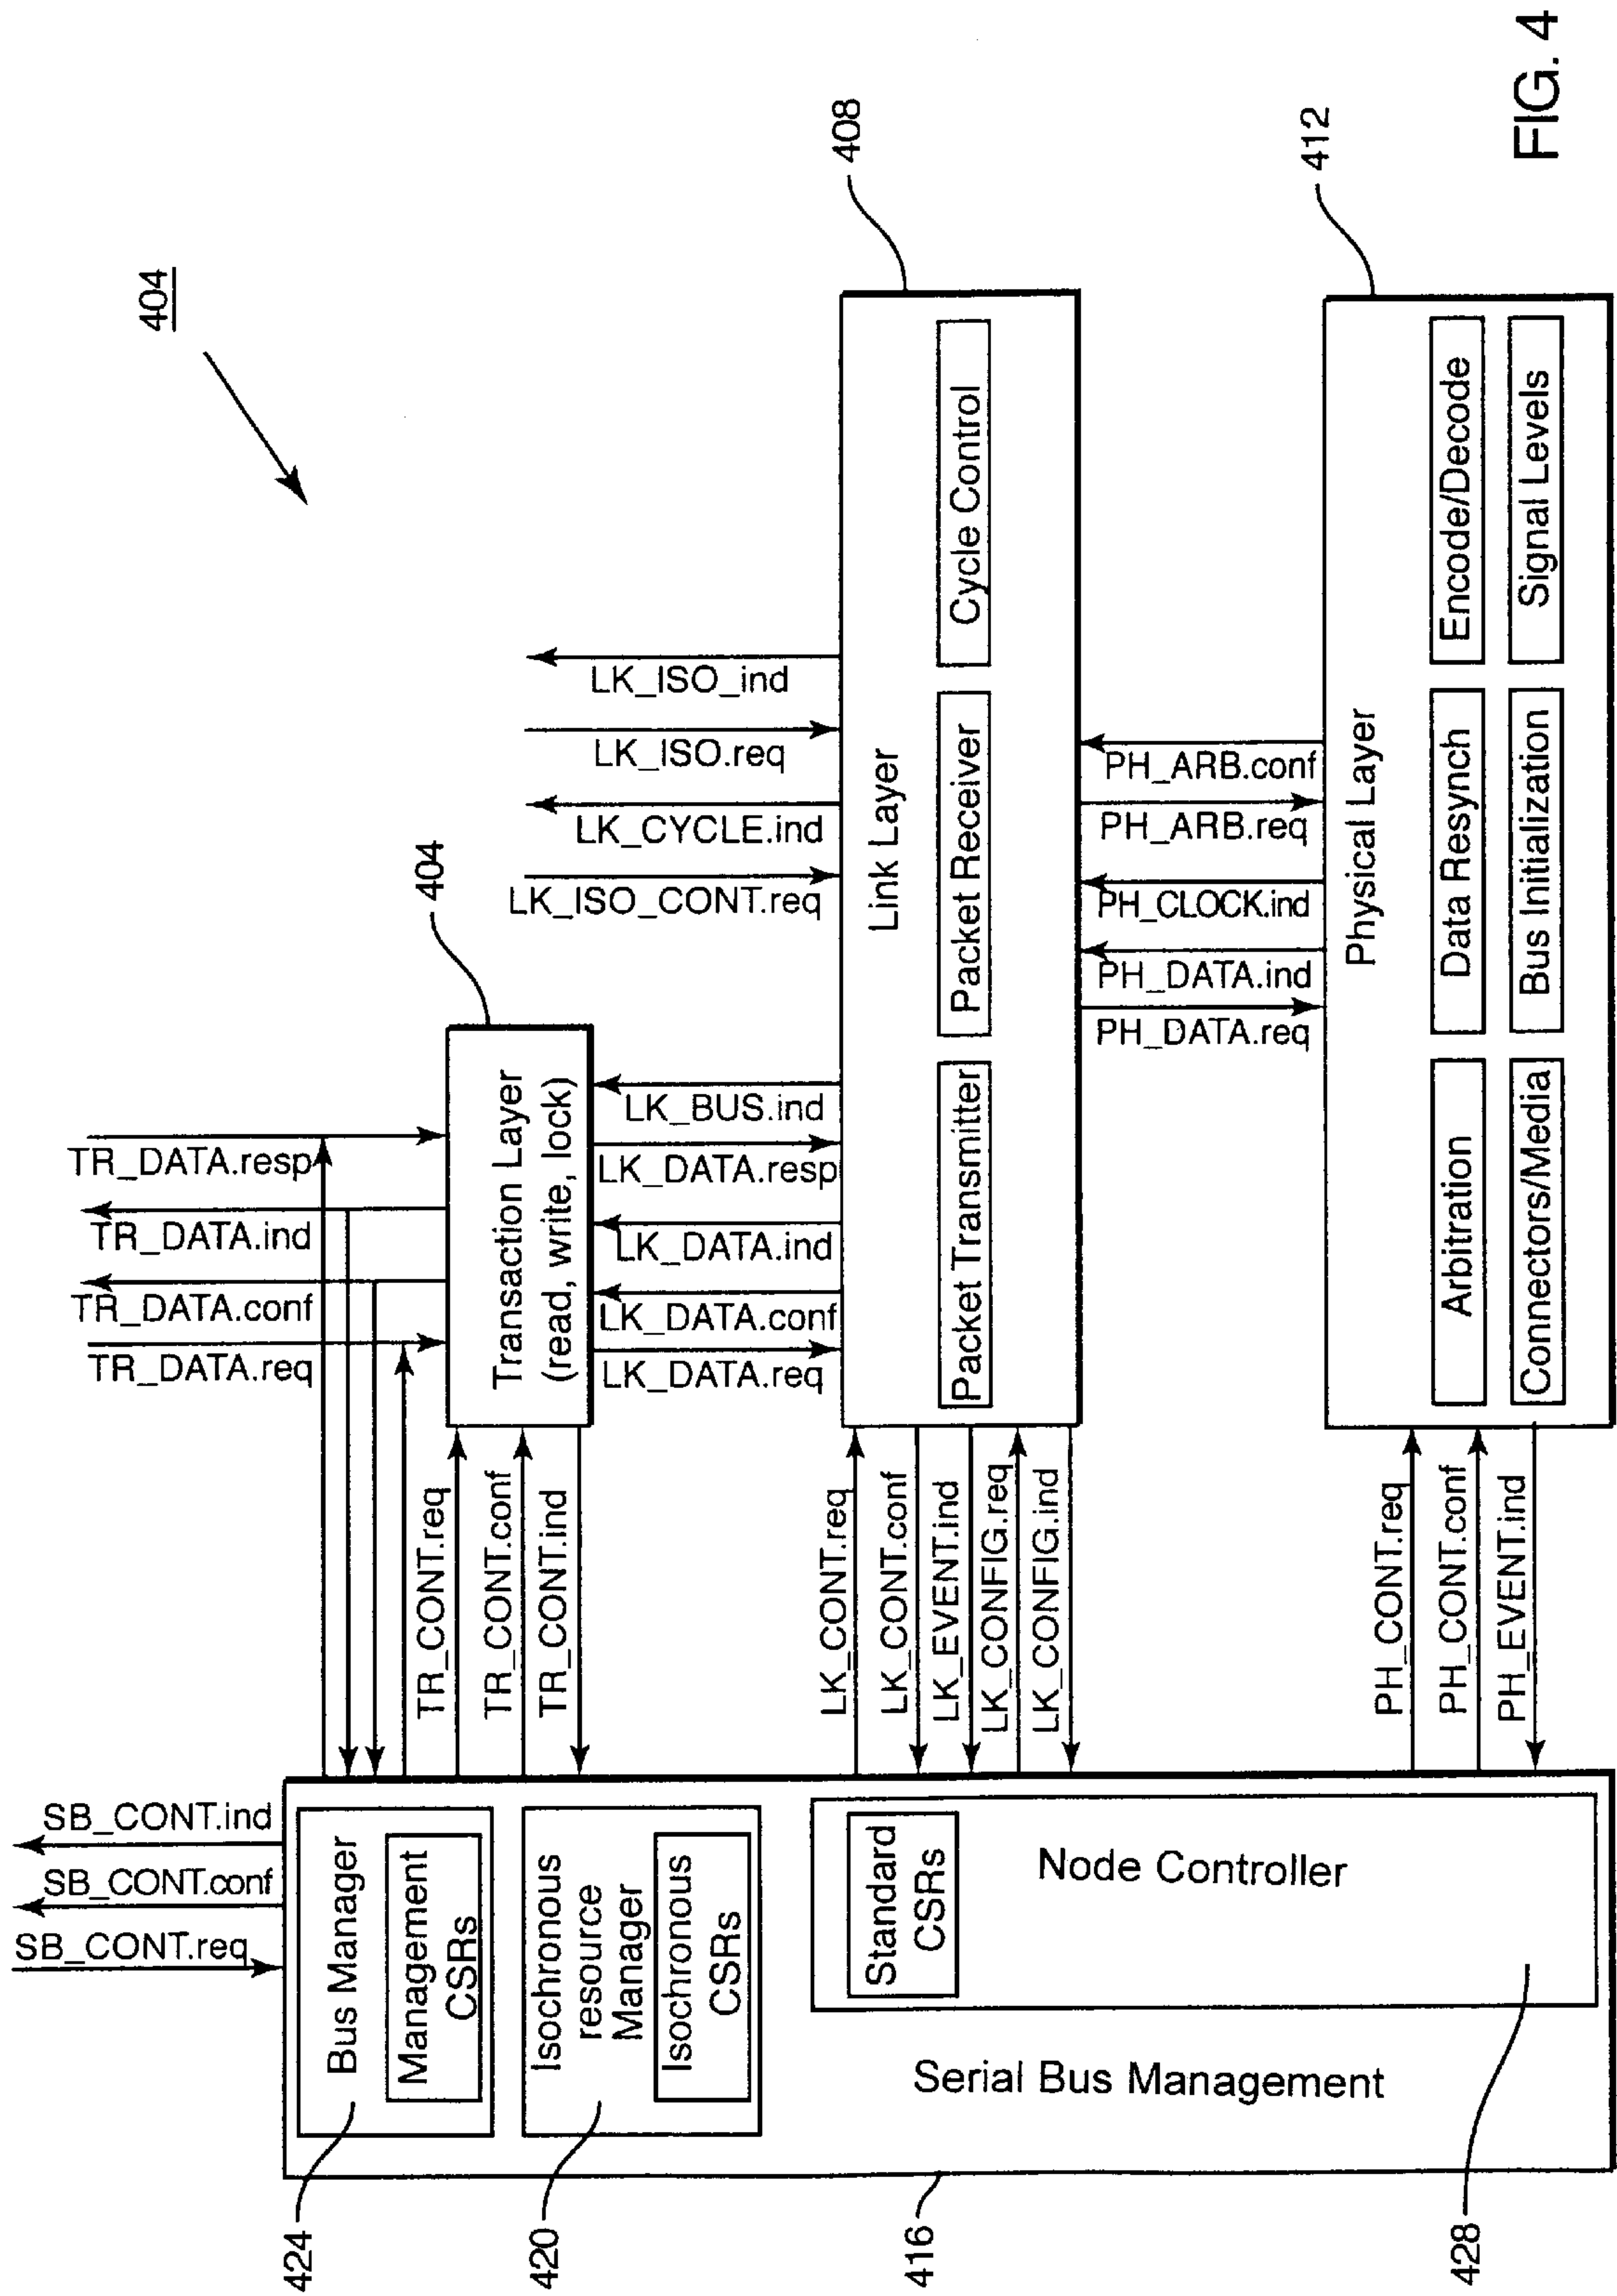 404
SB_CONT.req
SB_CONT.conf
SB_CONT.ind
TR_DATA.req
TR_DATA.conf
TR_DATA.ind
TR_DATA.resp
424
Bus Manager
Management
CSRs
420
Isochronous
resource
Manager
Isochronous
CSRs
416
Serial Bus Management
Standard
CSRs
Node Controller
428
TR_CONT.req
TR_CONT.conf
TR_CONT.ind
Transaction Layer
(read, write, lock)
404
LK_DATA.req
LK_DATA.conf
LK_DATA.ind
LK_DATA.resp
LK_BUS.ind
LK_ISO_CONT.req
LK_CYCLE.ind
LK_ISO.req
LK_ISO_ind
LK_CONT.req
LK_CONT.conf
LK_EVENT.ind
LK_CONFIG.req
LK_CONFIG.ind
Link Layer
408
Packet Transmitter
Packet Receiver
Cycle Control
PH_DATA.req
PH_DATA.ind
PH_CLOCK.ind
PH_ARB.req
PH_ARB.conf
PH_CONT.req
PH_CONT.conf
PH_EVENT.ind
Physical Layer
412
Arbitration
Data Resynch
Encode/Decode
Connectors/Media
Bus Initialization
Signal Levels
FIG. 4